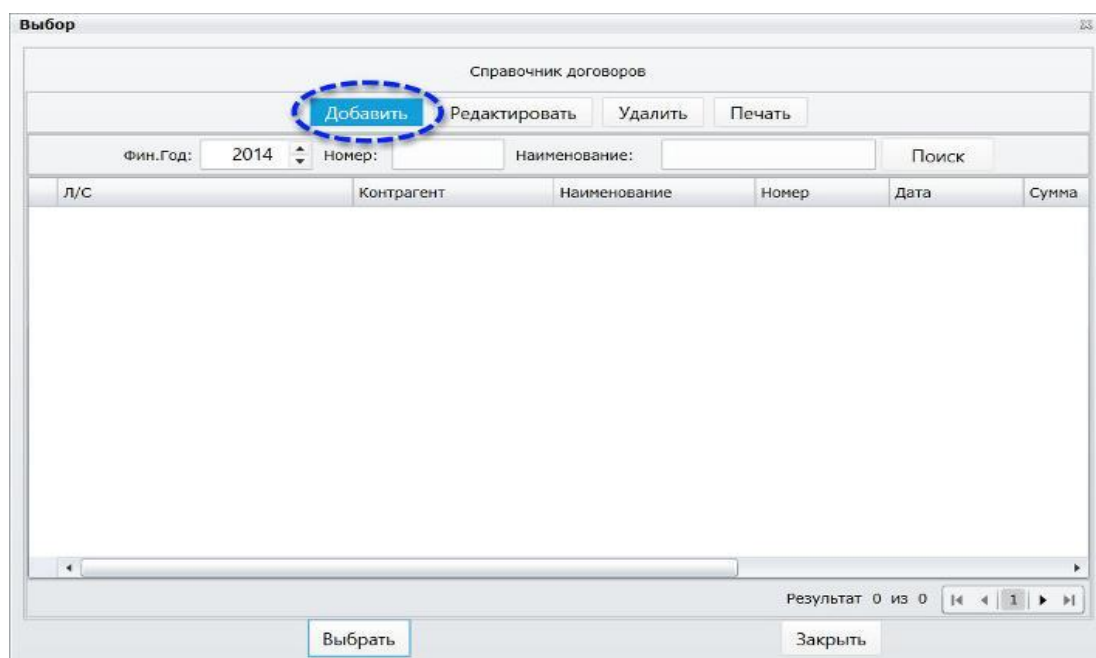 Выбор
Справочник договоров
Добавить Редактировать Удалить Печать
Фин.Год: 2014 Номер: Наименование: Поиск
Л/С Контрагент Наименование Номер Дата Сумма
Результат 0 из 0 1
Выбрать Закрыть